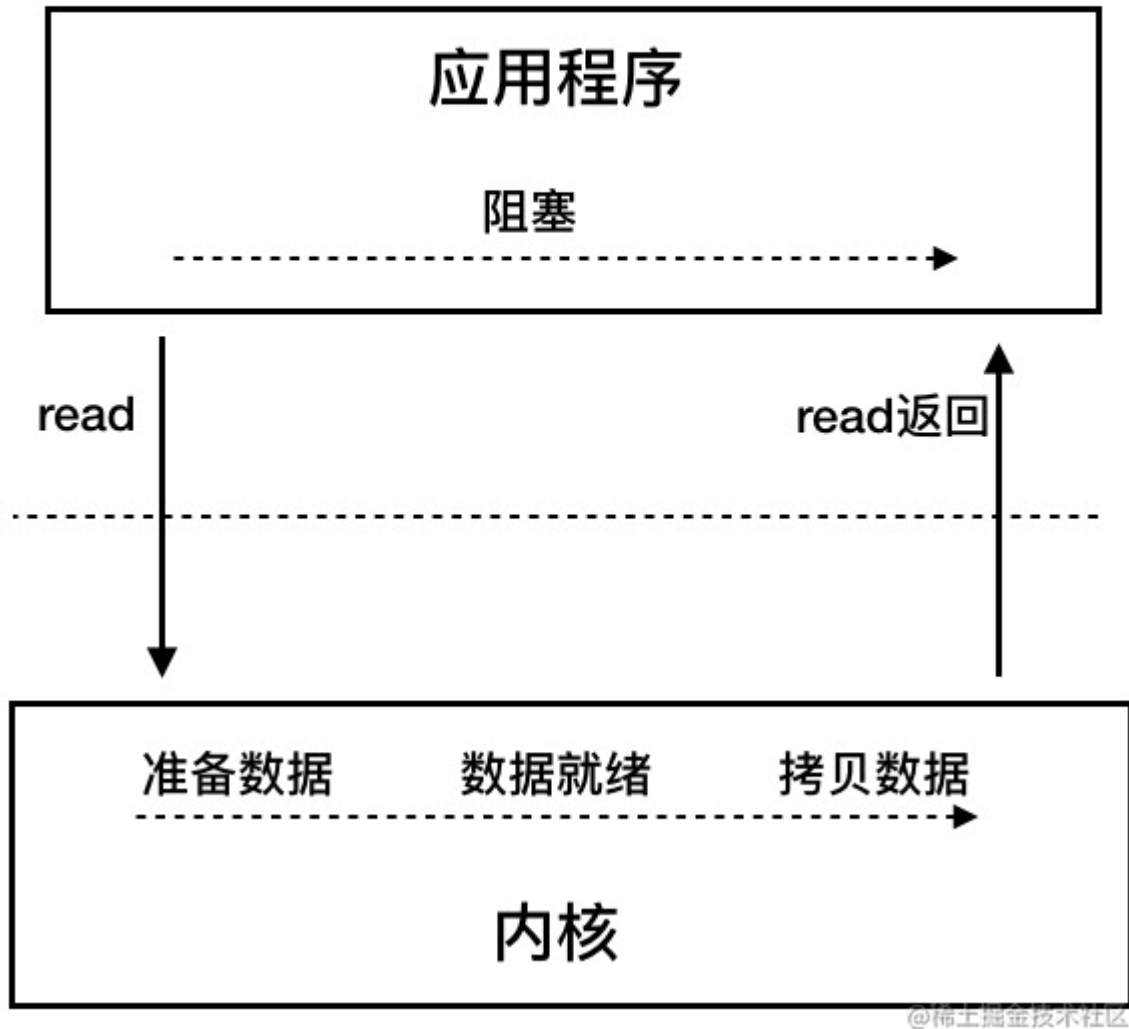 应用程序
阻塞
read
read返回
准备数据
数据就绪
拷贝数据
内核
@稀土掘金技术社区